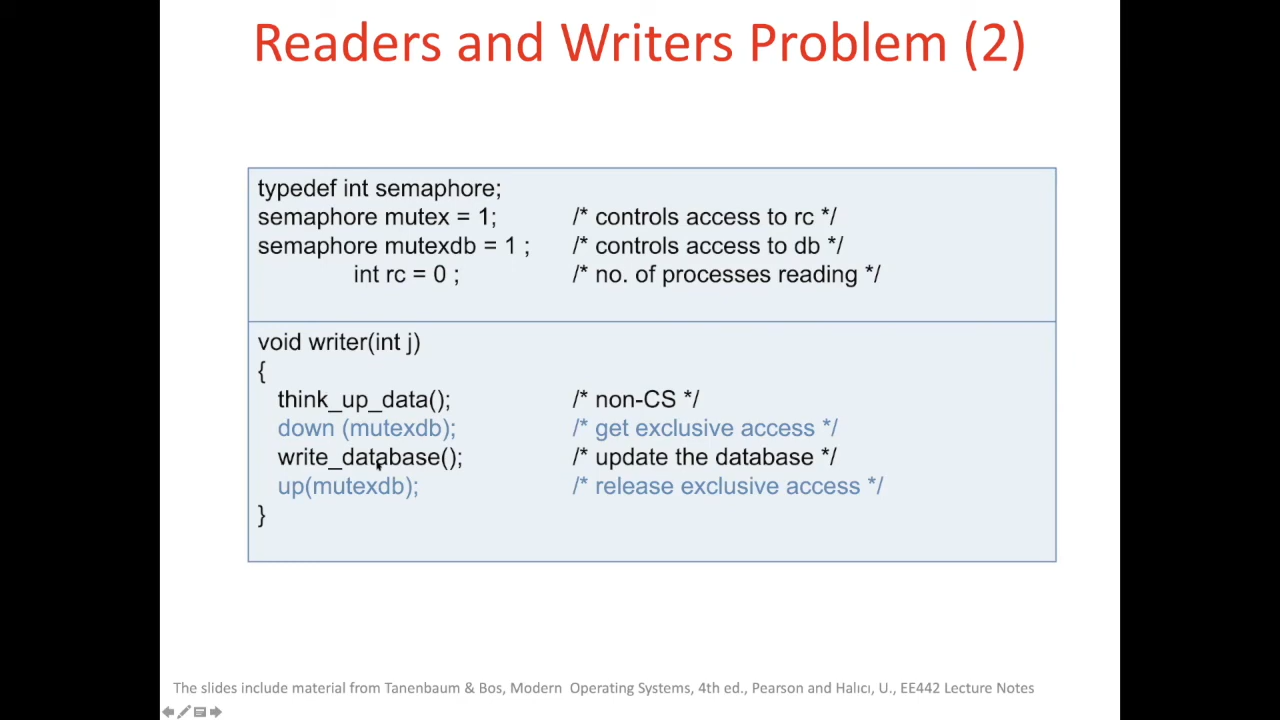 Readers and Writers Problem (2)
typedef int semaphore;
semaphore mutex = 1; /* controls access to rc */
semaphore mutexdb = 1 ; /* controls access to db */
int rc = 0 ; /* no. of processes reading */
void writer(int j)
{
think_up_data(); /* non-CS */
down (mutexdb); /* get exclusive access */
write_database(); /* update the database */
up(mutexdb); /* release exclusive access */
}
The slides include material from Tanenbaum & Bos, Modern Operating Systems, 4th ed., Pearson and Halıcı, U., EE442 Lecture Notes